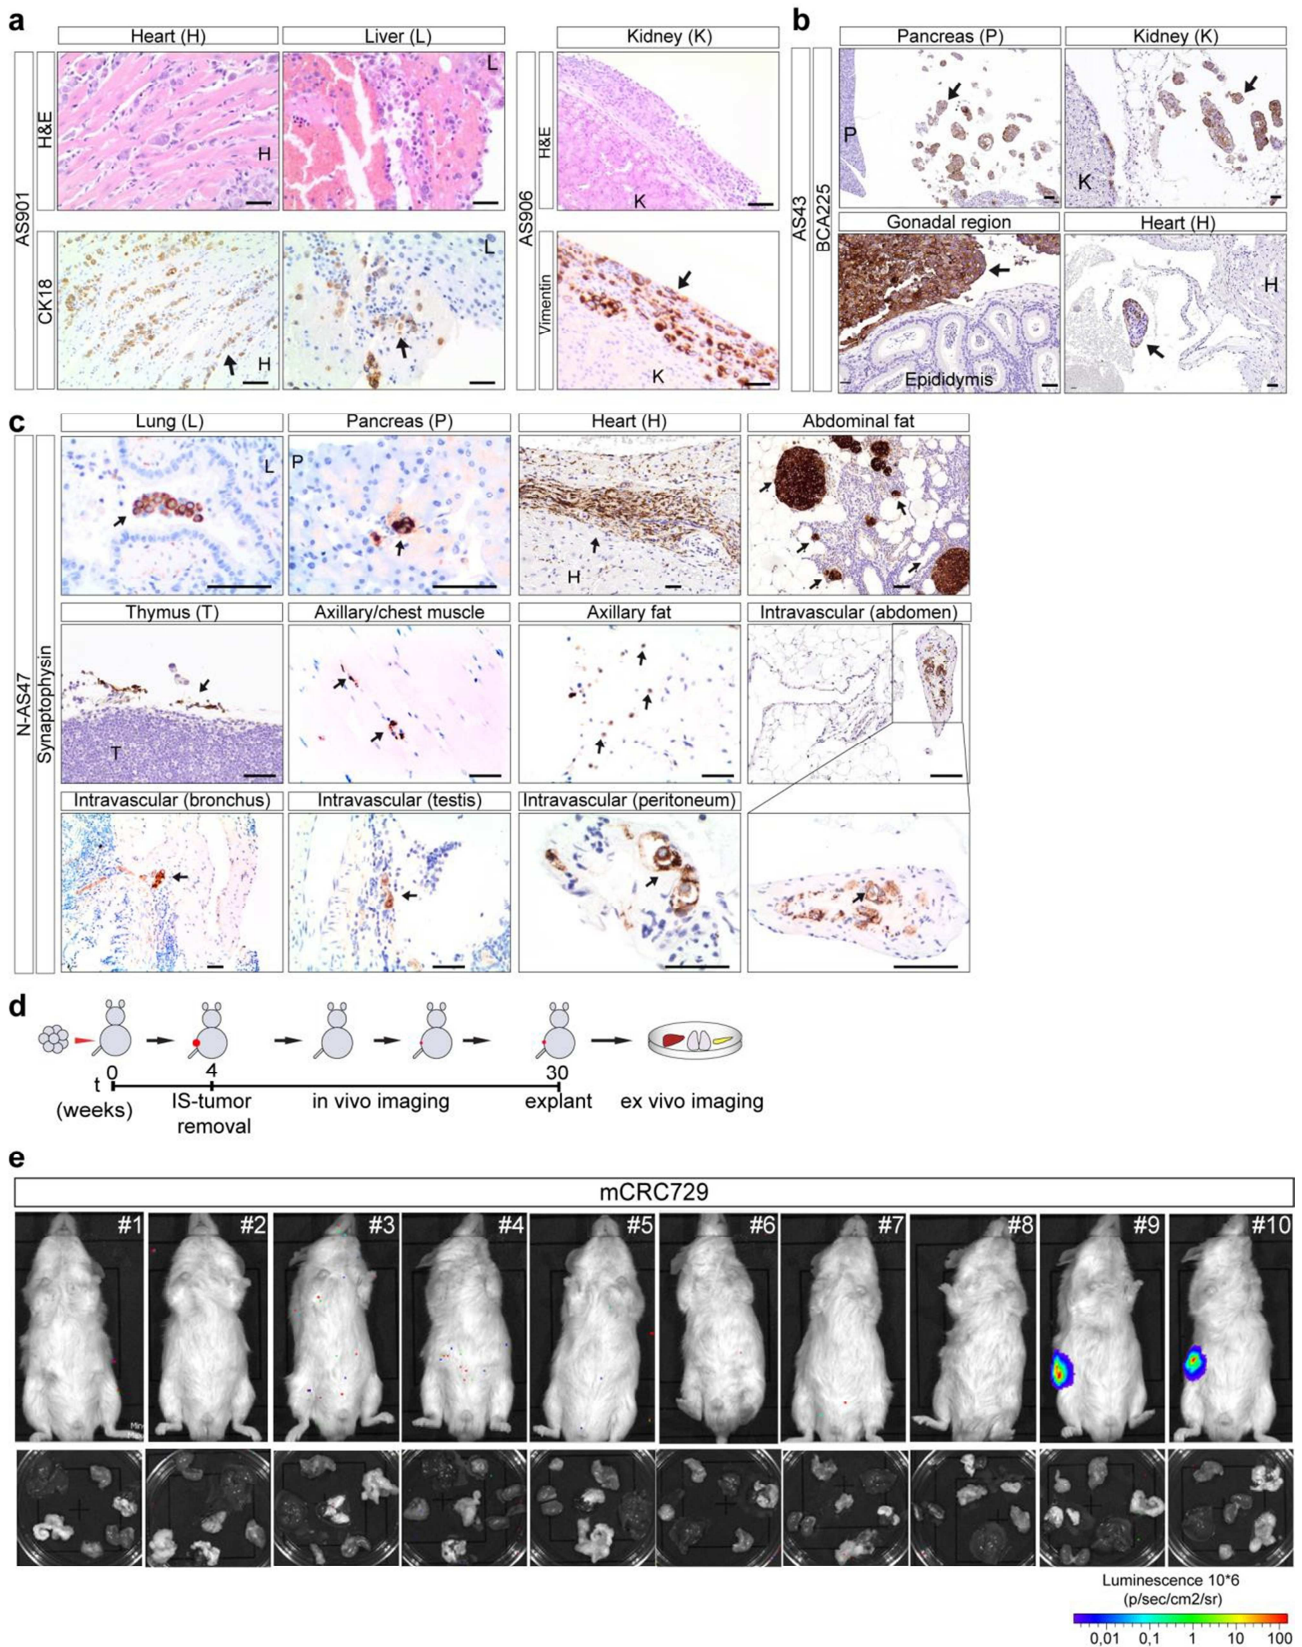 a
Heart (H)
Liver (L)
Kidney (K)
AS901
H&E
H
L
AS906
H&E
K
CK18
H
L
Vimentin
K
b
Pancreas (P)
Kidney (K)
AS43
BCA225
P
K
Gonadal region
Heart (H)
Epididymis
H
c
Lung (L)
Pancreas (P)
Heart (H)
Abdominal fat
N-AS47
Synaptophysin
L
P
H
Thymus (T)
Axillary/chest muscle
Axillary fat
Intravascular (abdomen)
T
Intravascular (bronchus)
Intravascular (testis)
Intravascular (peritoneum)
d
0
4
30
t
(weeks)
IS-tumor
removal
in vivo imaging
explant
ex vivo imaging
e
mCRC729
#1
#2
#3
#4
#5
#6
#7
#8
#9
#10
Luminescence 10*6
(p/sec/cm2/sr)
0,01
0,1
1
10
100